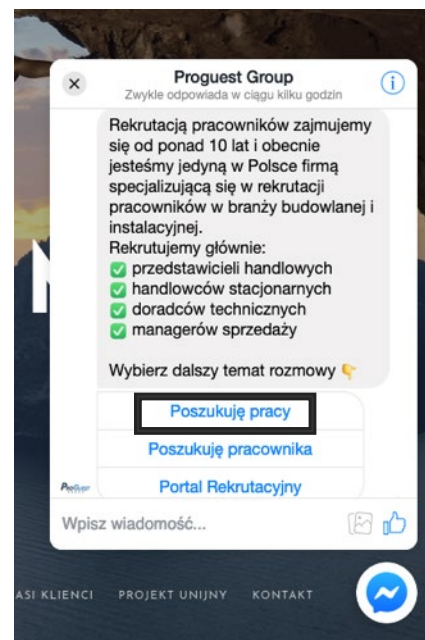 Proguest Group
Zwykle odpowiada w ciągu kilku godzin
Rekrutacją pracowników zajmujemy
się od ponad 10 lat i obecnie
jesteśmy jedyną w Polsce firmą
specjalizującą się w rekrutacji
pracowników w branży budowlanej i
instalacyjnej.
Rekrutujemy głównie:
✅ przedstawicieli handlowych
✅ handlowców stacjonarnych
✅ doradców technicznych
✅ managerów sprzedaży
Wybierz dalszy temat rozmowy 👇
Poszukuję pracy
Poszukuję pracownika
Portal Rekrutacyjny
Wpisz wiadomość...
ASI KLIENCI PROJEKT UNIJNY KONTAKT